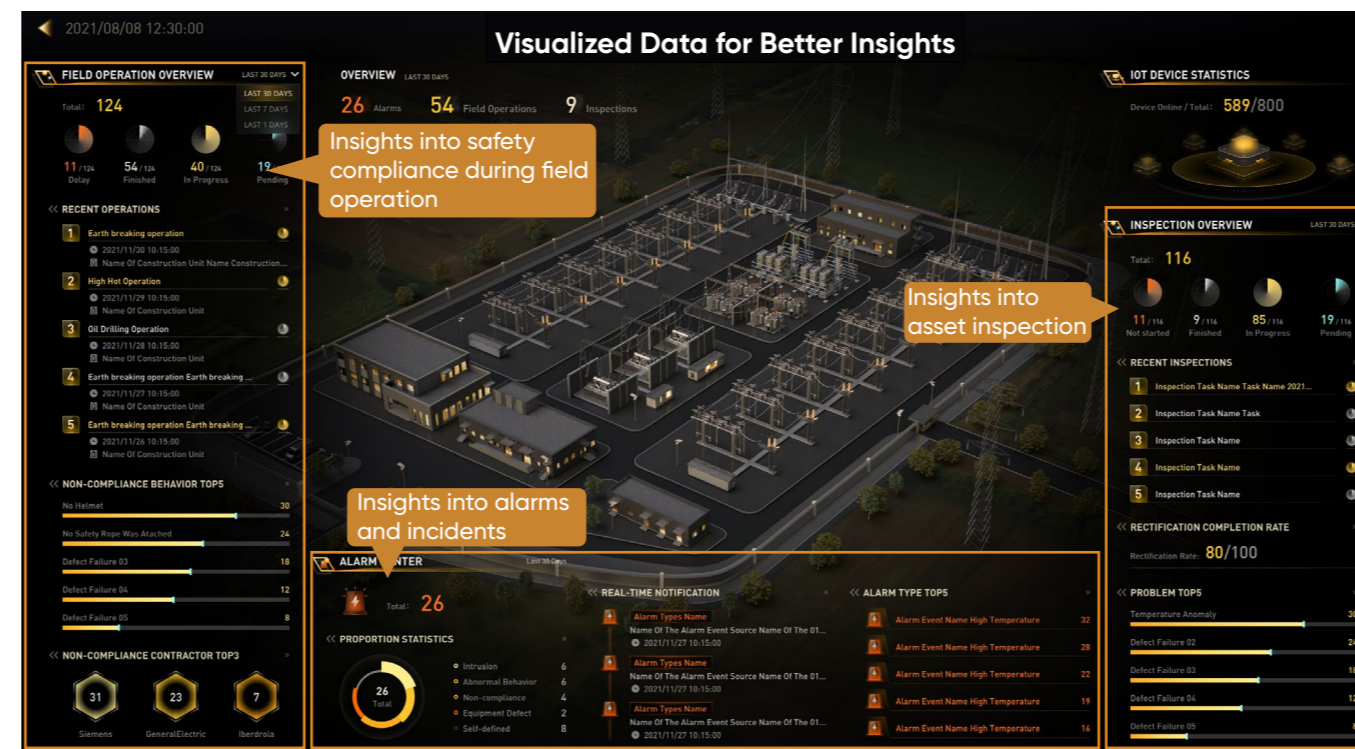 2021/08/08 12:30:00
Visualized Data for Better Insights
FIELD OPERATION OVERVIEW
LAST 30 DAYS
LAST 30 DAYS
LAST 7 DAYS
LAST 1 DAYS
Total: 124
11/124
54/124
40/124
19/
Delay
Finished
In Progress
Pending
Insights into safety
compliance during field
operation
<< RECENT OPERATIONS
1 Earth breaking operation
2021/11/30 10:15:00
Name Of Construction Unit Name Construction...
2 High Hot Operation
2021/11/29 10:15:00
Name Of Construction Unit
3 Oil Drilling Operation
2021/11/28 10:15:00
Name Of Construction Unit
4 Earth breaking operation Earth breaking ...
2021/11/27 10:15:00
Name Of Construction Unit
5 Earth breaking operation Earth breaking ...
2021/11/26 10:15:00
Name Of Construction Unit
<< NON-COMPLIANCE BEHAVIOR TOP5
No Helmet 30
No Safety Rope Was Atached 24
Defect Failure 03 18
Defect Failure 04 12
Defect Failure 05 8
<< NON-COMPLIANCE CONTRACTOR TOP3
31
23
7
Siemens
GeneralElectric
Iberdrola
OVERVIEW LAST 30 DAYS
26 Alarms 54 Field Operations 9 Inspections
Insights into alarms
and incidents
ALARM NTER
Last 30 Days
Total: 26
<< PROPORTION STATISTICS
26
Total
Intrusion 6
Abnormal Behavior 6
Non-compliance 4
Equipment Defect 2
Self-defined 8
<< REAL-TIME NOTIFICATION
Alarm Types Name
Name Of The Alarm Event Source Name Of The 01...
2021/11/27 10:15:00
Alarm Types Name
Name Of The Alarm Event Source Name Of The 01...
2021/11/27 10:15:00
Alarm Types Name
Name Of The Alarm Event Source Name Of The 01...
2021/11/27 10:15:00
<< ALARM TYPE TOP5
Alarm Event Name High Temperature 32
Alarm Event Name High Temperature 28
Alarm Event Name High Temperature 22
Alarm Event Name High Temperature 19
Alarm Event Name High Temperature 16
IOT DEVICE STATISTICS
Device Online / Total: 589/800
INSPECTION OVERVIEW
LAST 30 DAYS
Total: 116
Insights into
asset inspection
11/116
9/116
85/116
19/116
Not started
Finished
In Progress
Pending
<< RECENT INSPECTIONS
1 Inspection Task Name Task Name 2021...
2 Inspection Task Name Task
3 Inspection Task Name
4 Inspection Task Name
5 Inspection Task Name
<< RECTIFICATION COMPLETION RATE
Rectification Rate: 80/100
<< PROBLEM TOP5
Temperature Anomaly 30
Defect Failure 02 24
Defect Failure 03 18
Defect Failure 04 12
Defect Failure 05